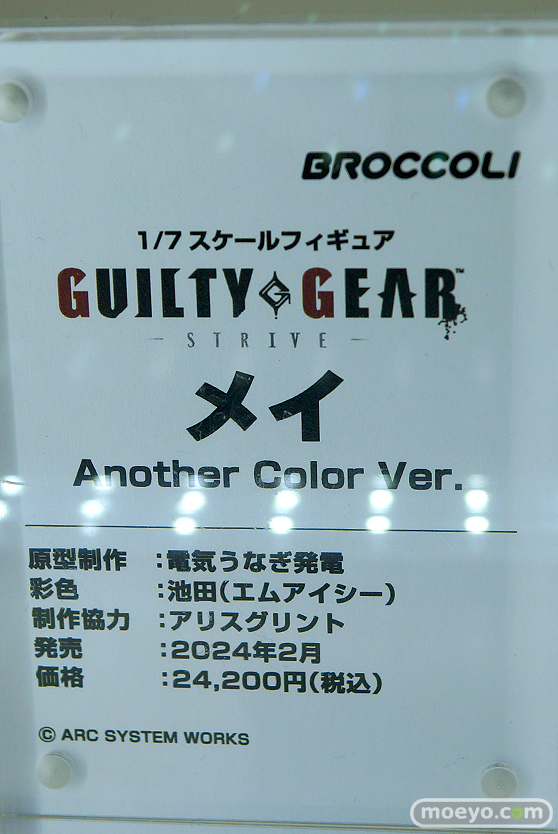 BROCCOLI
1/7スケールフィギュア
GUILTY GEAR™
STRIVE
メイ
Another Color Ver.
原型制作 :電気うなぎ発電
彩色 :池田(エムアイシー)
制作協力 :アリスグリント
発売 :2024年2月
価格 :24,200円(税込)
© ARC SYSTEM WORKS
moeyo.com